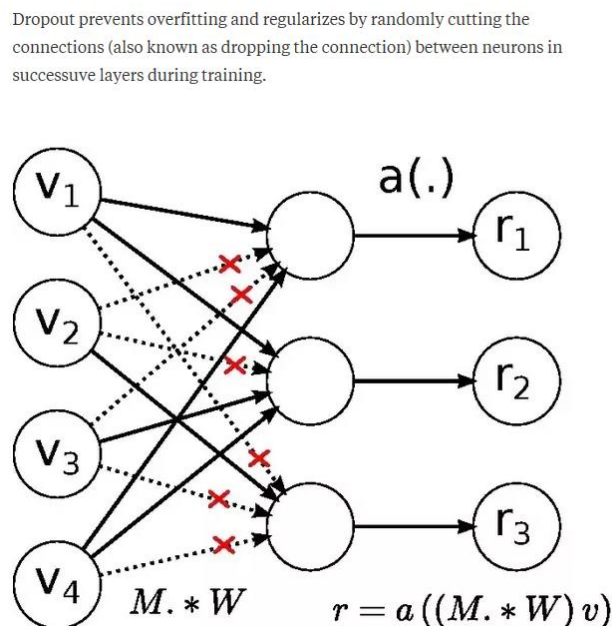 Dropout prevents overfitting and regularizes by randomly cutting the
connections (also known as dropping the connection) between neurons in
successuve layers during training.
a(.)
v1
r1
v2
r2
v3
r3
v4
M. * W
r = a ((M. * W) v)